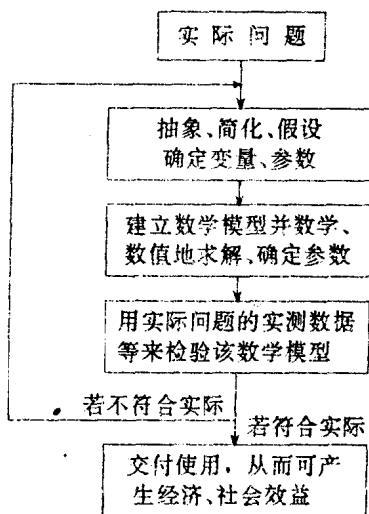 实际问题
抽象、简化、假设
确定变量、参数
建立数学模型并数学、
数值地求解、确定参数
用实际问题的实测数据
等来检验该数学模型
若不符合实际
若符合实际
交付使用，从而可产
生经济、社会效益